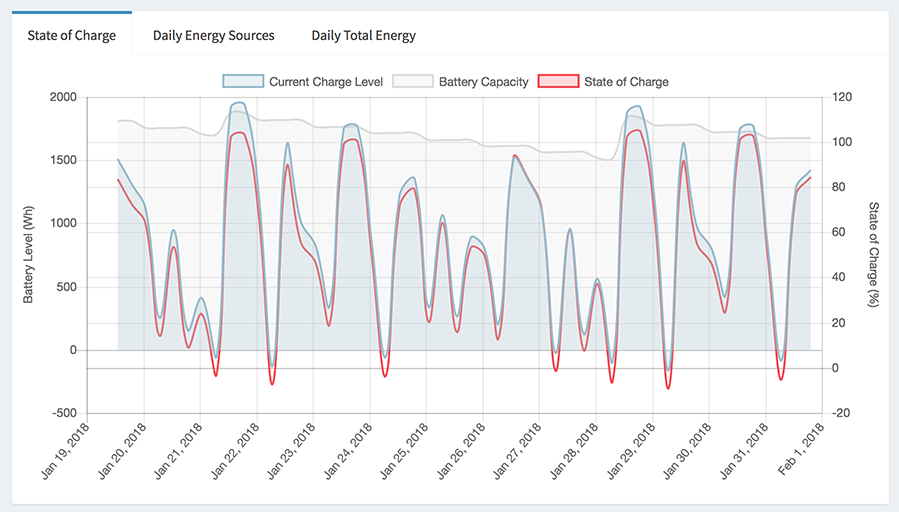 State of Charge Daily Energy Sources Daily Total Energy
Current Charge Level Battery Capacity State of Charge
2000
1500
1000
500
0
-500
Battery Level (Wh)
120
100
80
60
40
20
0
-20
State of Charge (%)
Jan 19, 2018
Jan 20, 2018
Jan 21, 2018
Jan 22, 2018
Jan 23, 2018
Jan 24, 2018
Jan 25, 2018
Jan 26, 2018
Jan 27, 2018
Jan 28, 2018
Jan 29, 2018
Jan 30, 2018
Jan 31, 2018
Feb 1, 2018